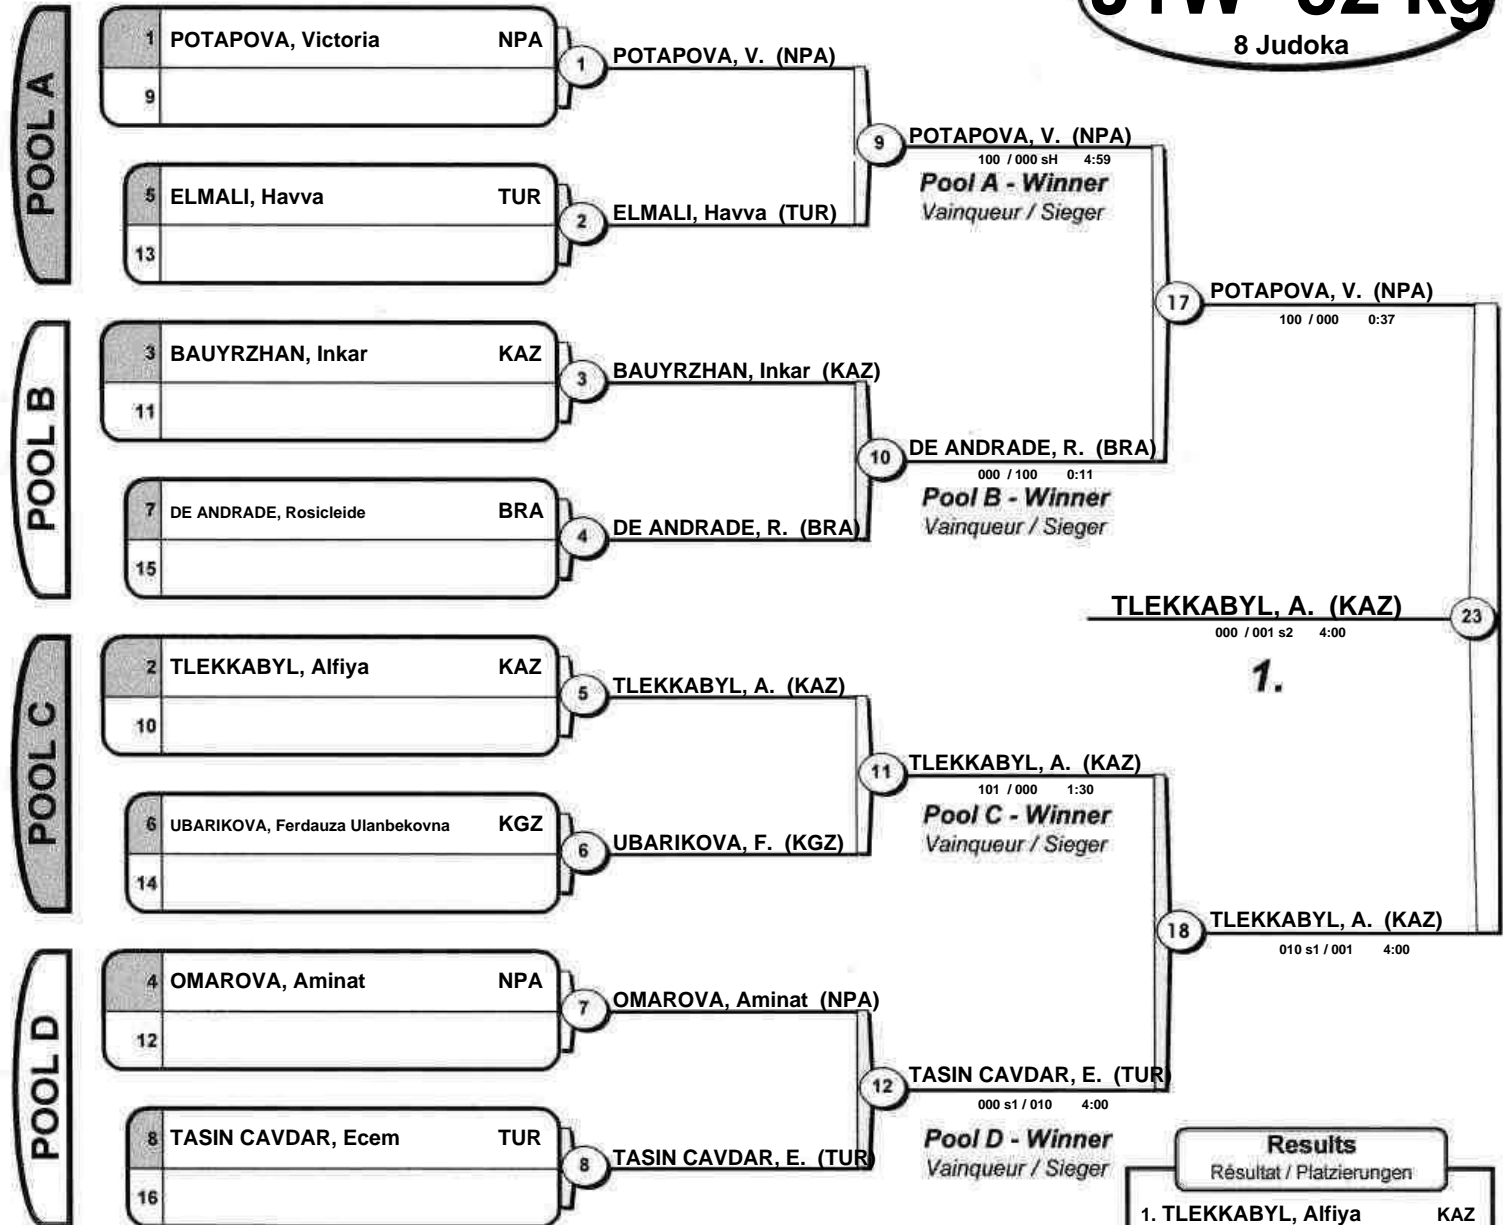 J1W -52 kg
8 Judoka
POOL A
1 POTAPOVA, Victoria NPA
9
1 POTAPOVA, V. (NPA)
5 ELMALI, Havva TUR
13
2 ELMALI, Havva (TUR)
9 POTAPOVA, V. (NPA)
100 / 000 sH 4:59
Pool A - Winner
Vainqueur / Sieger
POOL B
3 BAUYRZHAN, Inkar KAZ
11
3 BAUYRZHAN, Inkar (KAZ)
7 DE ANDRADE, Rosicleide BRA
15
4 DE ANDRADE, R. (BRA)
10 DE ANDRADE, R. (BRA)
000 / 100 0:11
Pool B - Winner
Vainqueur / Sieger
17 POTAPOVA, V. (NPA)
100 / 000 0:37
TLEKKABYL, A. (KAZ) 23
000 / 001 s2 4:00
1.
POOL C
2 TLEKKABYL, Alfiya KAZ
10
5 TLEKKABYL, A. (KAZ)
6 UBARIKOVA, Ferdauza Ulanbekovna KGZ
14
6 UBARIKOVA, F. (KGZ)
11 TLEKKABYL, A. (KAZ)
101 / 000 1:30
Pool C - Winner
Vainqueur / Sieger
18 TLEKKABYL, A. (KAZ)
010 s1 / 001 4:00
POOL D
4 OMAROVA, Aminat NPA
12
7 OMAROVA, Aminat (NPA)
8 TASIN CAVDAR, Ecem TUR
16
8 TASIN CAVDAR, E. (TUR)
12 TASIN CAVDAR, E. (TUR)
000 s1 / 010 4:00
Pool D - Winner
Vainqueur / Sieger
Results
Résultat / Platzierungen
1. TLEKKABYL, Alfiya KAZ